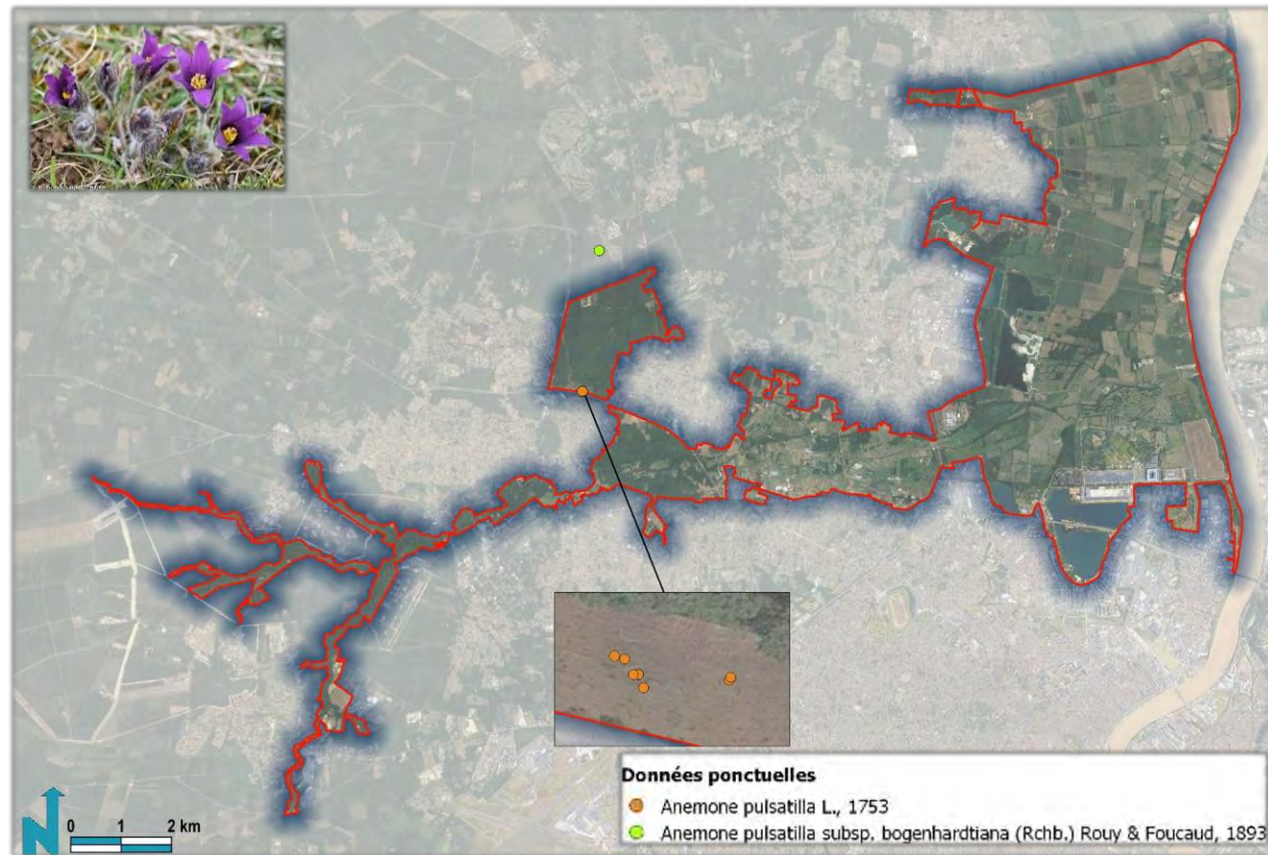 Données ponctuelles
Anemone pulsatilla L., 1753
Anemone pulsatilla subsp. bogenhardtiana (Rchb.) Rouy & Foucaud, 1893
N
0 1 2 km